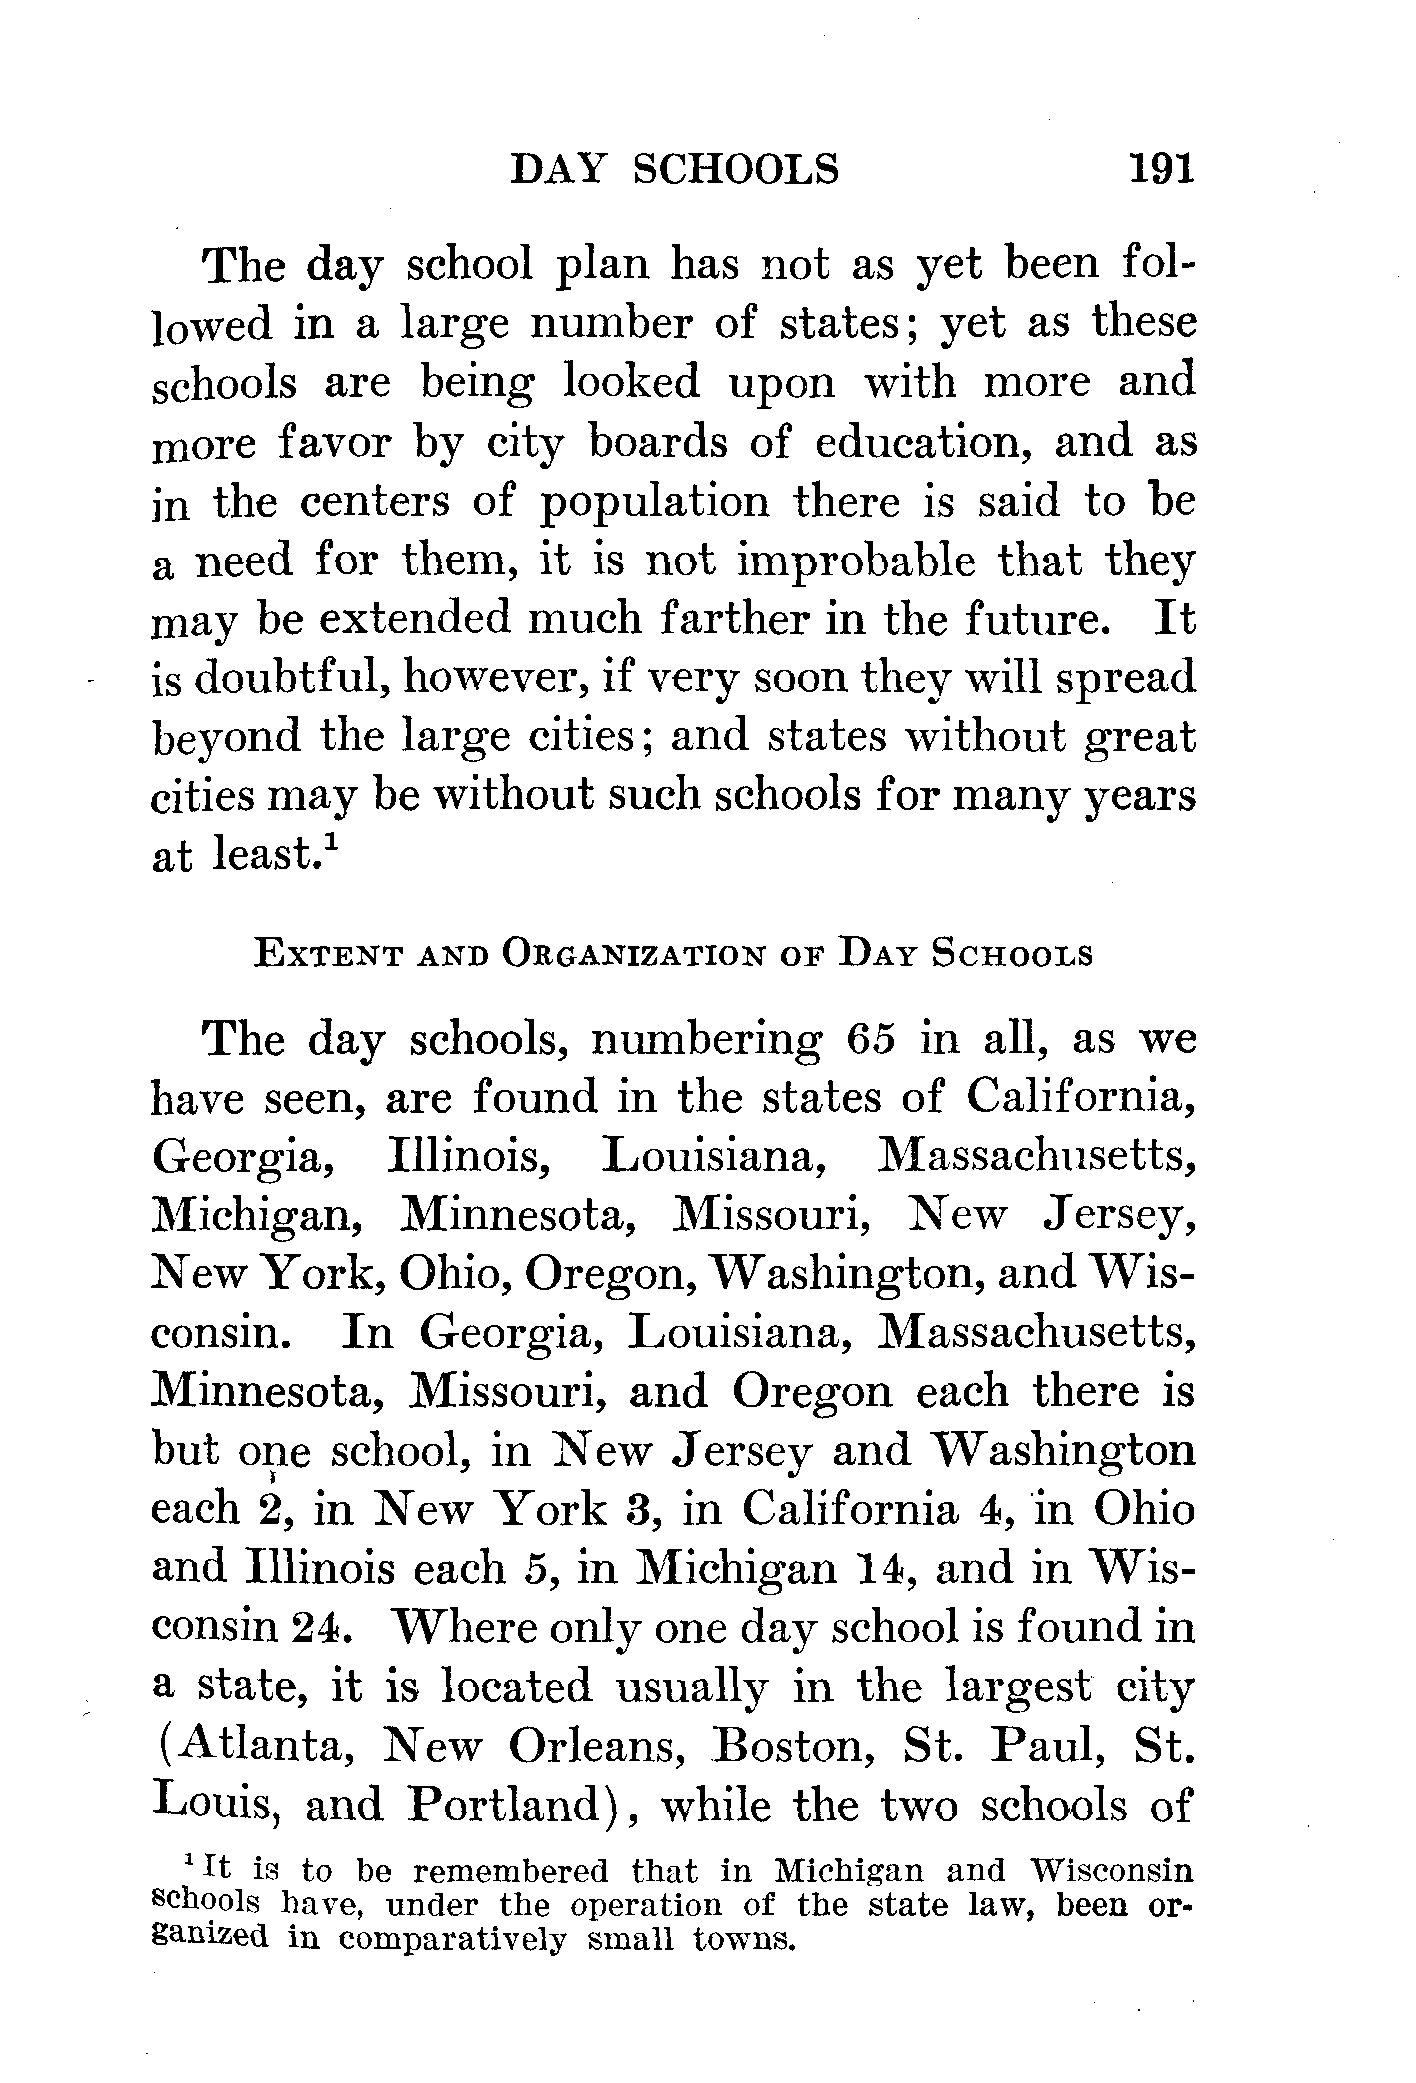 DAY SCHOOLS 191
The day school plan has not as yet been fol-
lowed in a large number of states; yet as these
schools are being looked upon with more and
more favor by city boards of education, and as
in the centers of population there is said to be
a need for them, it is not improbable that they
may be extended much farther in the future. It
is doubtful, however, if very soon they will spread
beyond the large cities; and states without great
cities may be without such schools for many years
at least.¹
EXTENT AND ORGANIZATION OF DAY SCHOOLS
The day schools, numbering 65 in all, as we
have seen, are found in the states of California,
Georgia, Illinois, Louisiana, Massachusetts,
Michigan, Minnesota, Missouri, New Jersey,
New York, Ohio, Oregon, Washington, and Wis-
consin. In Georgia, Louisiana, Massachusetts,
Minnesota, Missouri, and Oregon each there is
but one school, in New Jersey and Washington
each 2, in New York 3, in California 4, in Ohio
and Illinois each 5, in Michigan 14, and in Wis-
consin 24. Where only one day school is found in
a state, it is located usually in the largest city
(Atlanta, New Orleans, Boston, St. Paul, St.
Louis, and Portland), while the two schools of
¹ It is to be remembered that in Michigan and Wisconsin
schools have, under the operation of the state law, been or-
ganized in comparatively small towns.